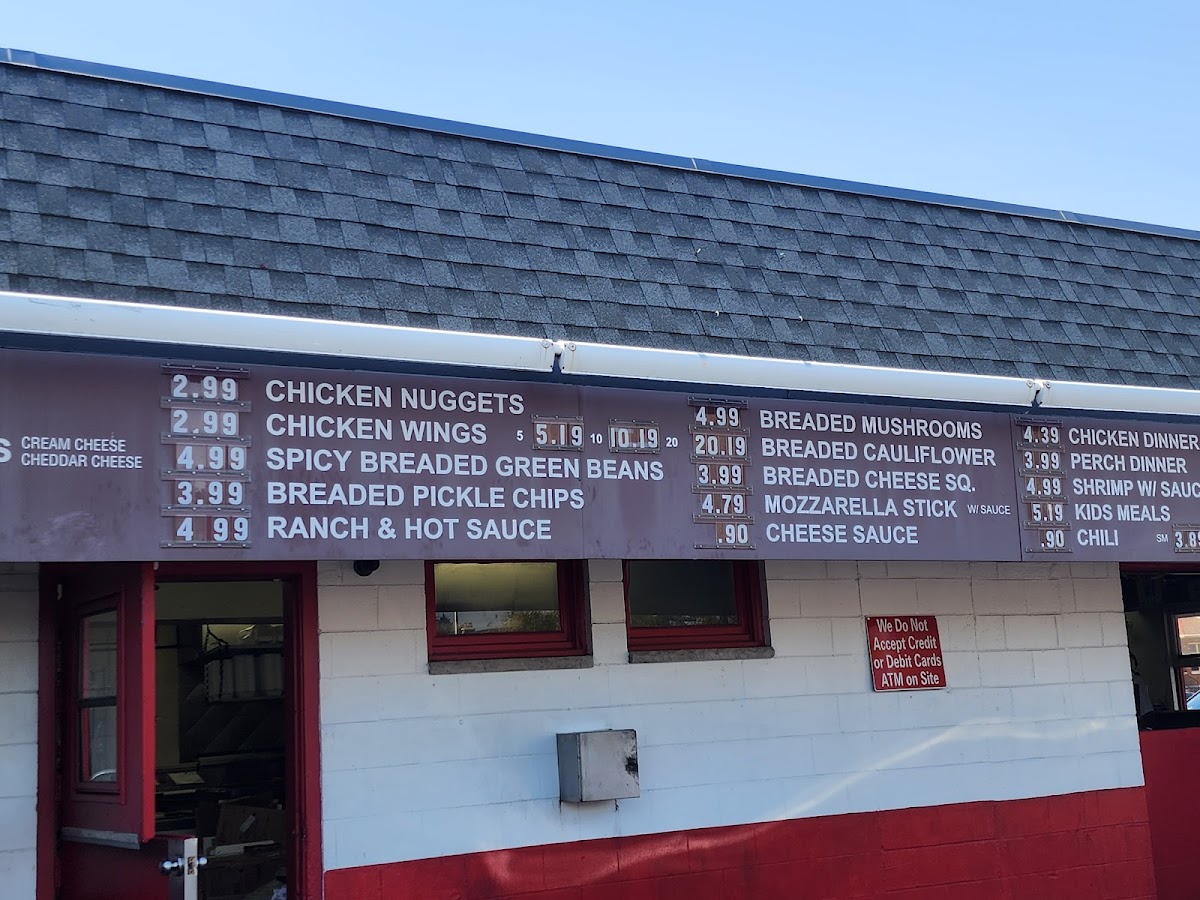 CREAM CHEESE
CHEDDAR CHEESE
2.99
2.99
4.99
3.99
4 99
CHICKEN NUGGETS
CHICKEN WINGS 5 5.19 10 10.19 20
SPICY BREADED GREEN BEANS
BREADED PICKLE CHIPS
RANCH & HOT SAUCE
4.99
20.19
3.99
4.79
.90
BREADED MUSHROOMS
BREADED CAULIFLOWER
BREADED CHEESE SQ.
MOZZARELLA STICK W/ SAUCE
CHEESE SAUCE
4.39
3.99
4.99
5.19
.90
CHICKEN DINNER
PERCH DINNER
SHRIMP W/ SAUC
KIDS MEALS
CHILI SM 3.89
We Do Not
Accept Credit
or Debit Cards
ATM on Site